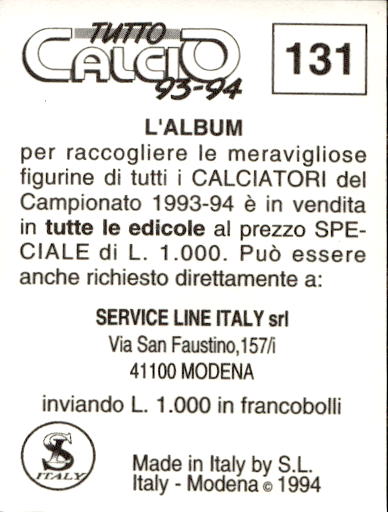 TUTTO
CALCIO
93-94
131
L'ALBUM
per raccogliere le meravigliose
figurine di tutti i CALCIATORI del
Campionato 1993-94 è in vendita
in tutte le edicole al prezzo SPE-
CIALE di L. 1.000. Può essere
anche richiesto direttamente a:
SERVICE LINE ITALY srl
Via San Faustino,157/i
41100 MODENA
inviando L. 1.000 in francobolli
SL
ITALY
Made in Italy by S.L.
Italy - Modena © 1994